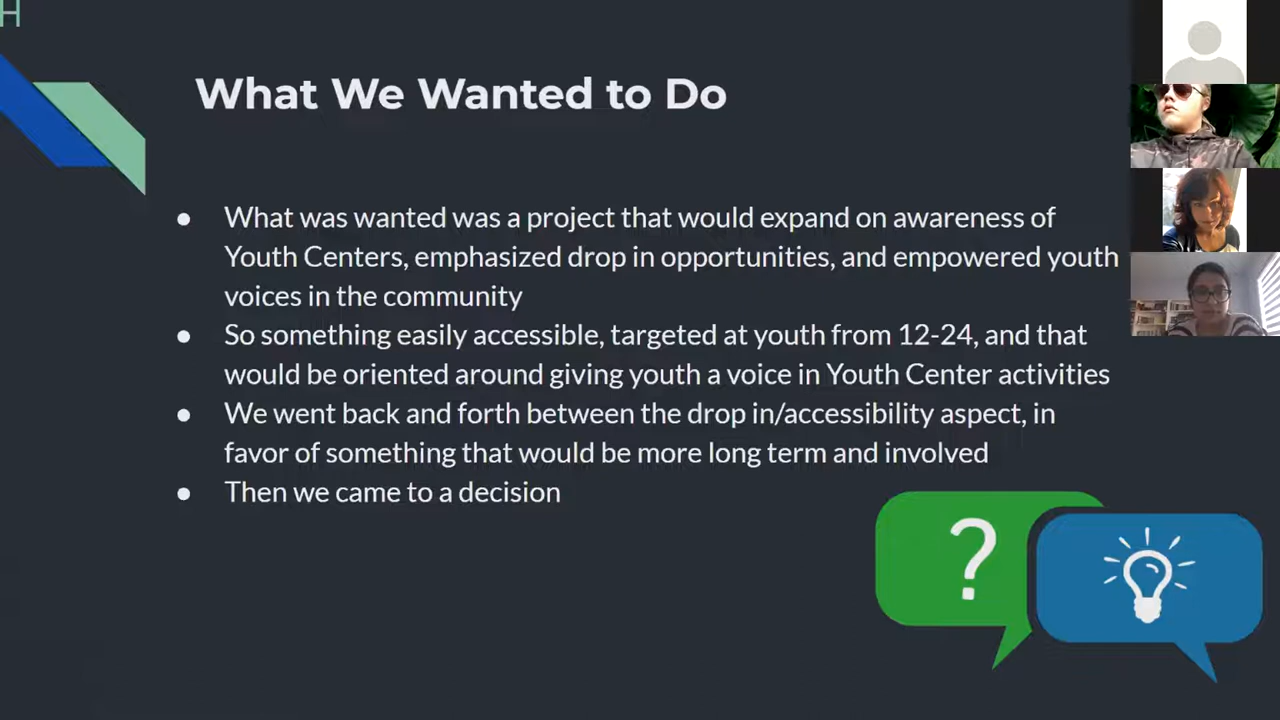 H
What We Wanted to Do
● What was wanted was a project that would expand on awareness of
Youth Centers, emphasized drop in opportunities, and empowered youth
voices in the community
● So something easily accessible, targeted at youth from 12-24, and that
would be oriented around giving youth a voice in Youth Center activities
● We went back and forth between the drop in/accessibility aspect, in
favor of something that would be more long term and involved
● Then we came to a decision
?